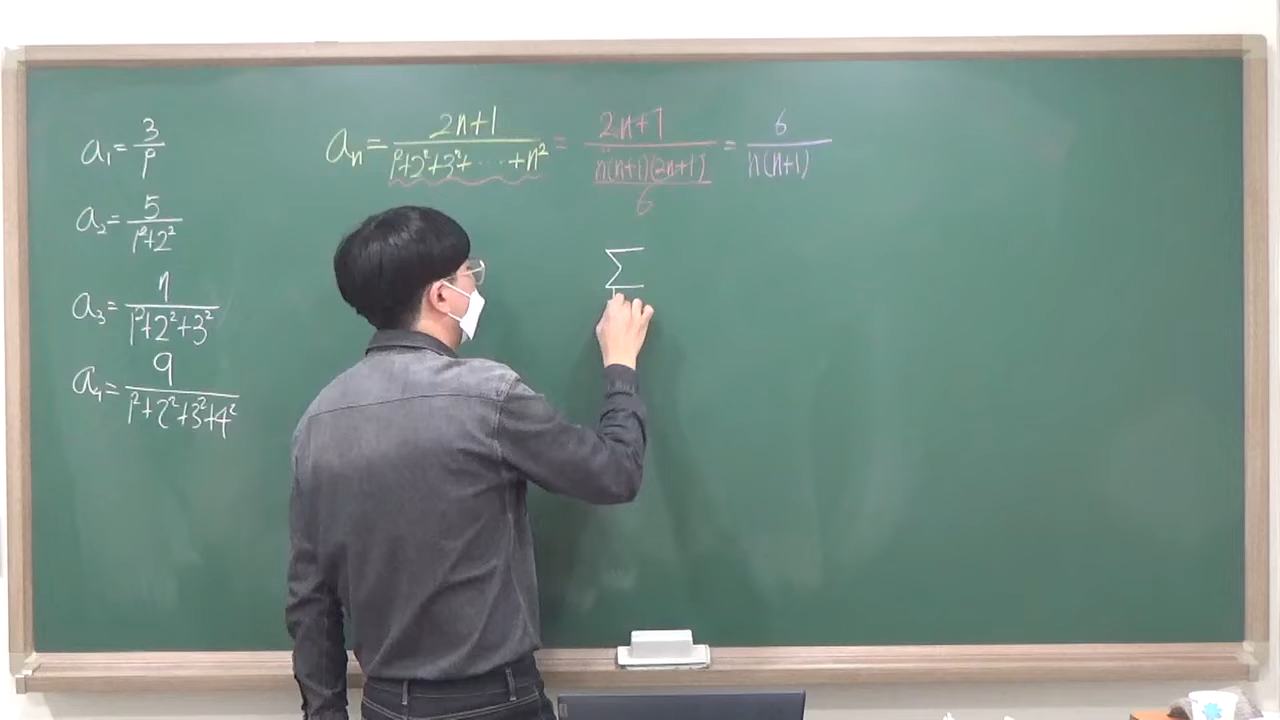 a₁ = 3/1²
a₂ = 5/(1²+2²)
a₃ = 7/(1²+2²+3²)
a₄ = 9/(1²+2²+3²+4²)
aₙ = (2n+1)/(1²+2²+3²+⋯+n²) = (2n+1)/(n(n+1)(2n+1)/6) = 6/(n(n+1))
Σ